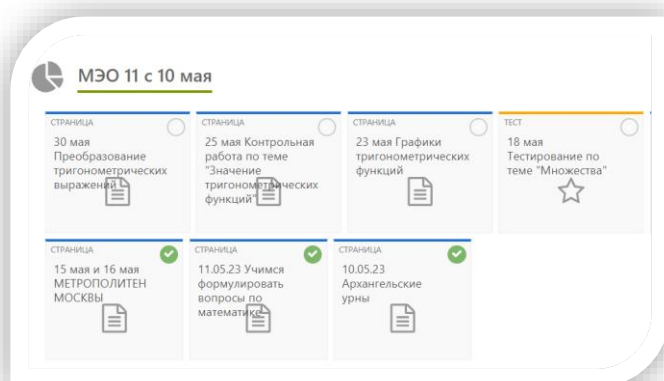 МЭО 11 с 10 мая
СТРАНИЦА
30 мая
Преобразование
тригонометрических
выражений
СТРАНИЦА
25 мая Контрольная
работа по теме
"Значение
тригонометрических
функций"
СТРАНИЦА
23 мая Графики
тригонометрических
функций
ТЕСТ
18 мая
Тестирование по
теме "Множества"
СТРАНИЦА
15 мая и 16 мая
МЕТРОПОЛИТЕН
МОСКВЫ
СТРАНИЦА
11.05.23 Учимся
формулировать
вопросы по
математике
СТРАНИЦА
10.05.23
Архангельские
урны